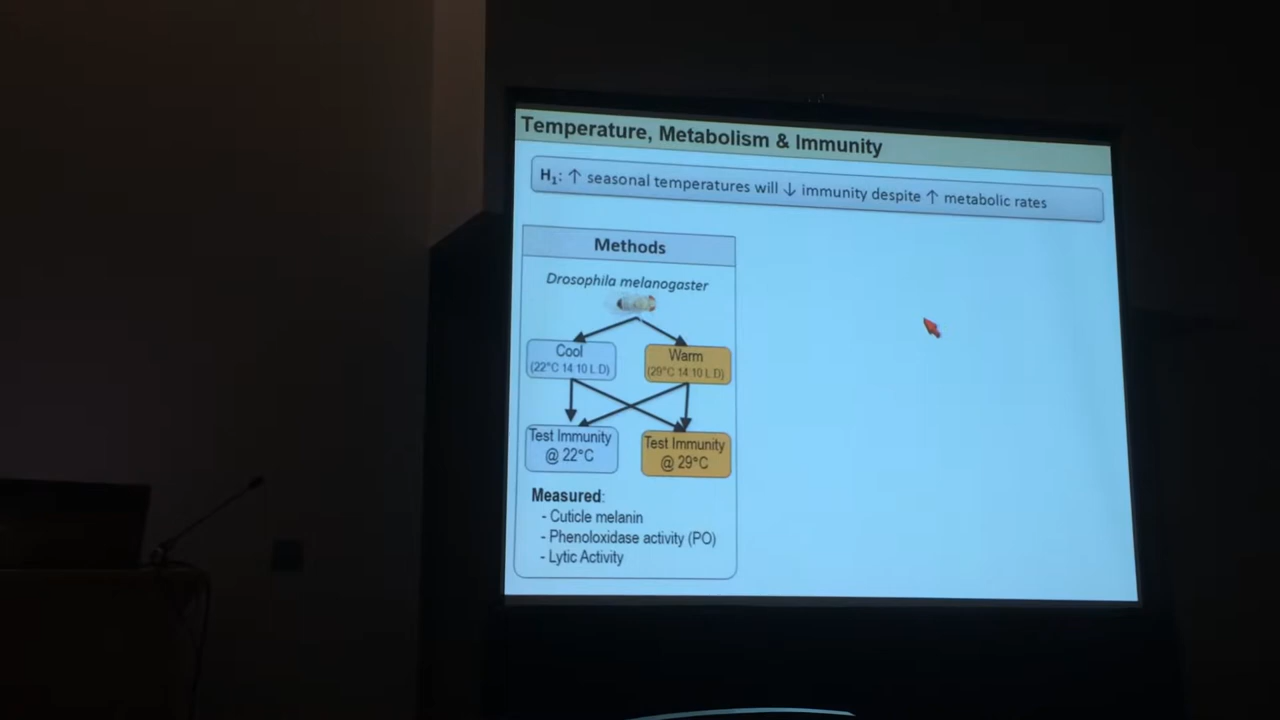 Temperature, Metabolism & Immunity
H1: ↑ seasonal temperatures will ↓ immunity despite ↑ metabolic rates
Methods
Drosophila melanogaster
Cool
(22°C 14:10 L:D)
Warm
(29°C 14:10 L:D)
Test Immunity
@ 22°C
Test Immunity
@ 29°C
Measured:
- Cuticle melanin
- Phenoloxidase activity (PO)
- Lytic Activity